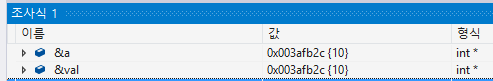 조사식 1
이름 값 형식
&a 0x003afb2c {10} int *
&val 0x003afb2c {10} int *